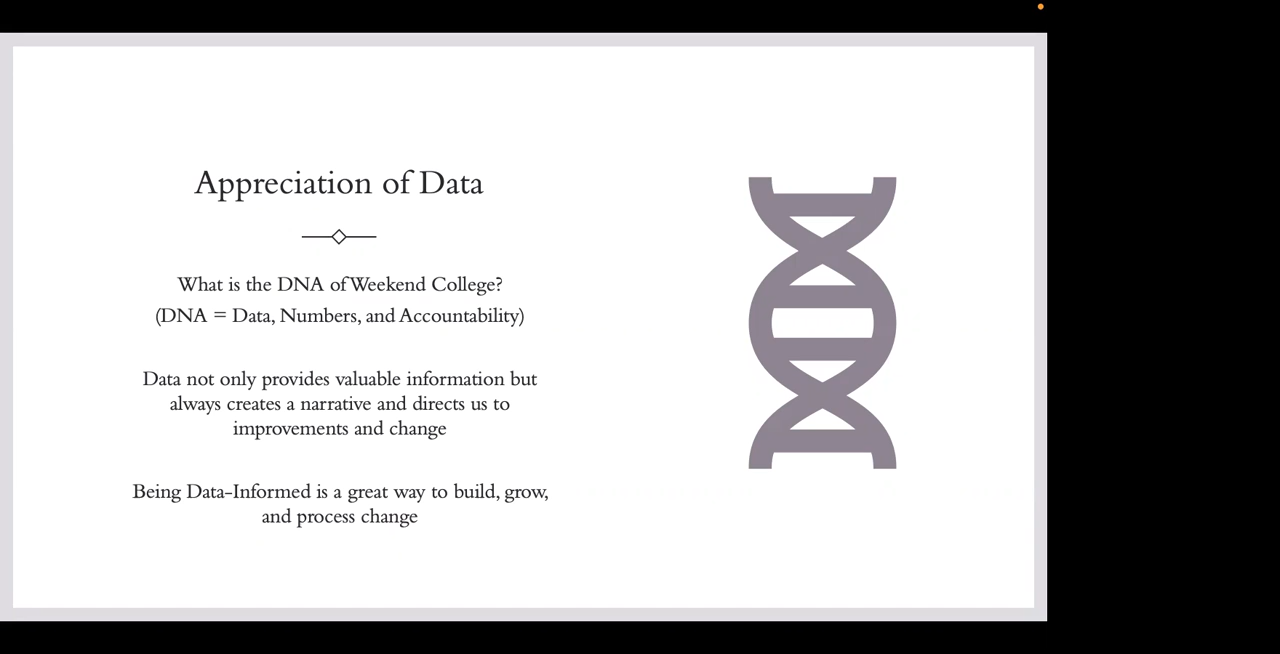 Appreciation of Data
What is the DNA of Weekend College?
(DNA = Data, Numbers, and Accountability)
Data not only provides valuable information but
always creates a narrative and directs us to
improvements and change
Being Data-Informed is a great way to build, grow,
and process change